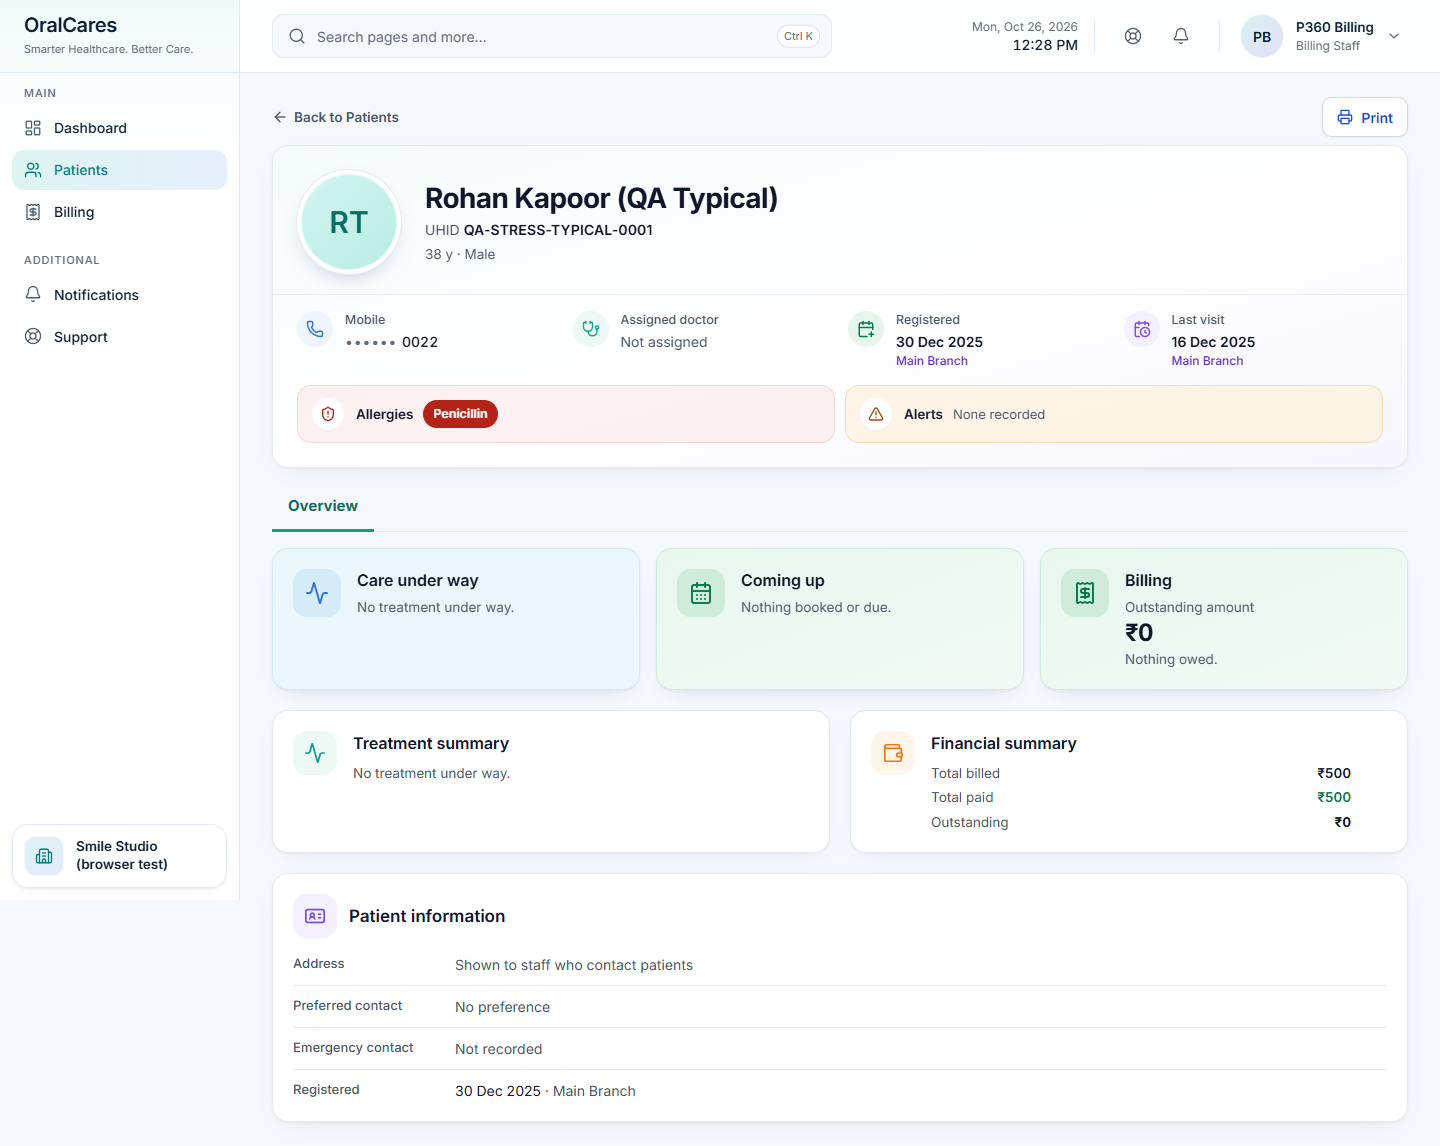 OralCares
Smarter Healthcare. Better Care.
Search pages and more...
Ctrl K
Mon, Oct 26, 2026
12:28 PM
PB
P360 Billing
Billing Staff
MAIN
Dashboard
Patients
Billing
ADDITIONAL
Notifications
Support
Smile Studio
(browser test)
Back to Patients
Print
RT
Rohan Kapoor (QA Typical)
UHID QA-STRESS-TYPICAL-0001
38 y · Male
Mobile
•••••• 0022
Assigned doctor
Not assigned
Registered
30 Dec 2025
Main Branch
Last visit
16 Dec 2025
Main Branch
Allergies Penicillin
Alerts None recorded
Overview
Care under way
No treatment under way.
Coming up
Nothing booked or due.
Billing
Outstanding amount
₹0
Nothing owed.
Treatment summary
No treatment under way.
Financial summary
Total billed ₹500
Total paid ₹500
Outstanding ₹0
Patient information
Address Shown to staff who contact patients
Preferred contact No preference
Emergency contact Not recorded
Registered 30 Dec 2025 · Main Branch